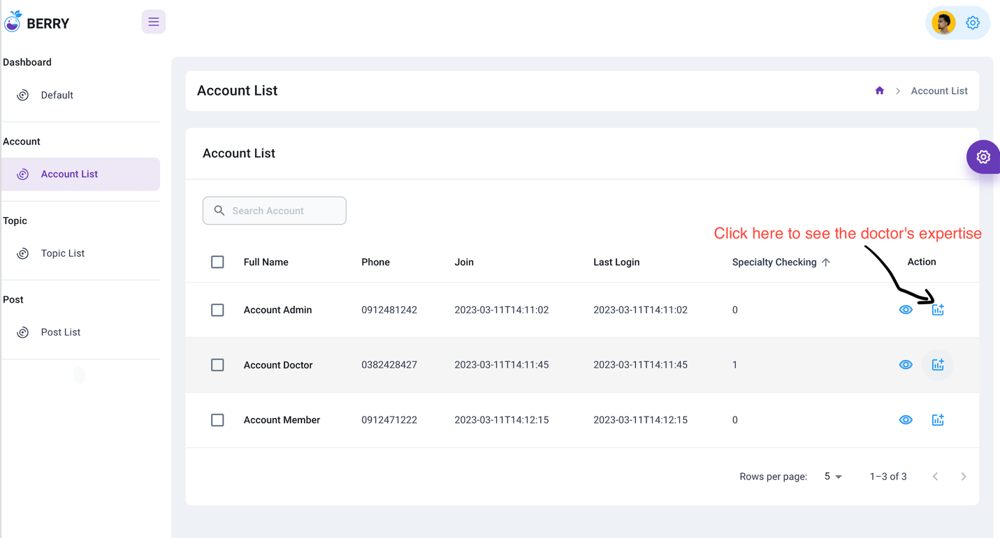 BERRY
Dashboard
Default
Account
Account List
Topic
Topic List
Post
Post List
Account List
Account List
Account List
Search Account
Click here to see the doctor's expertise
Full Name Phone Join Last Login Specialty Checking Action
Account Admin 0912481242 2023-03-11T14:11:02 2023-03-11T14:11:02 0
Account Doctor 0382428427 2023-03-11T14:11:45 2023-03-11T14:11:45 1
Account Member 0912471222 2023-03-11T14:12:15 2023-03-11T14:12:15 0
Rows per page: 5 1–3 of 3